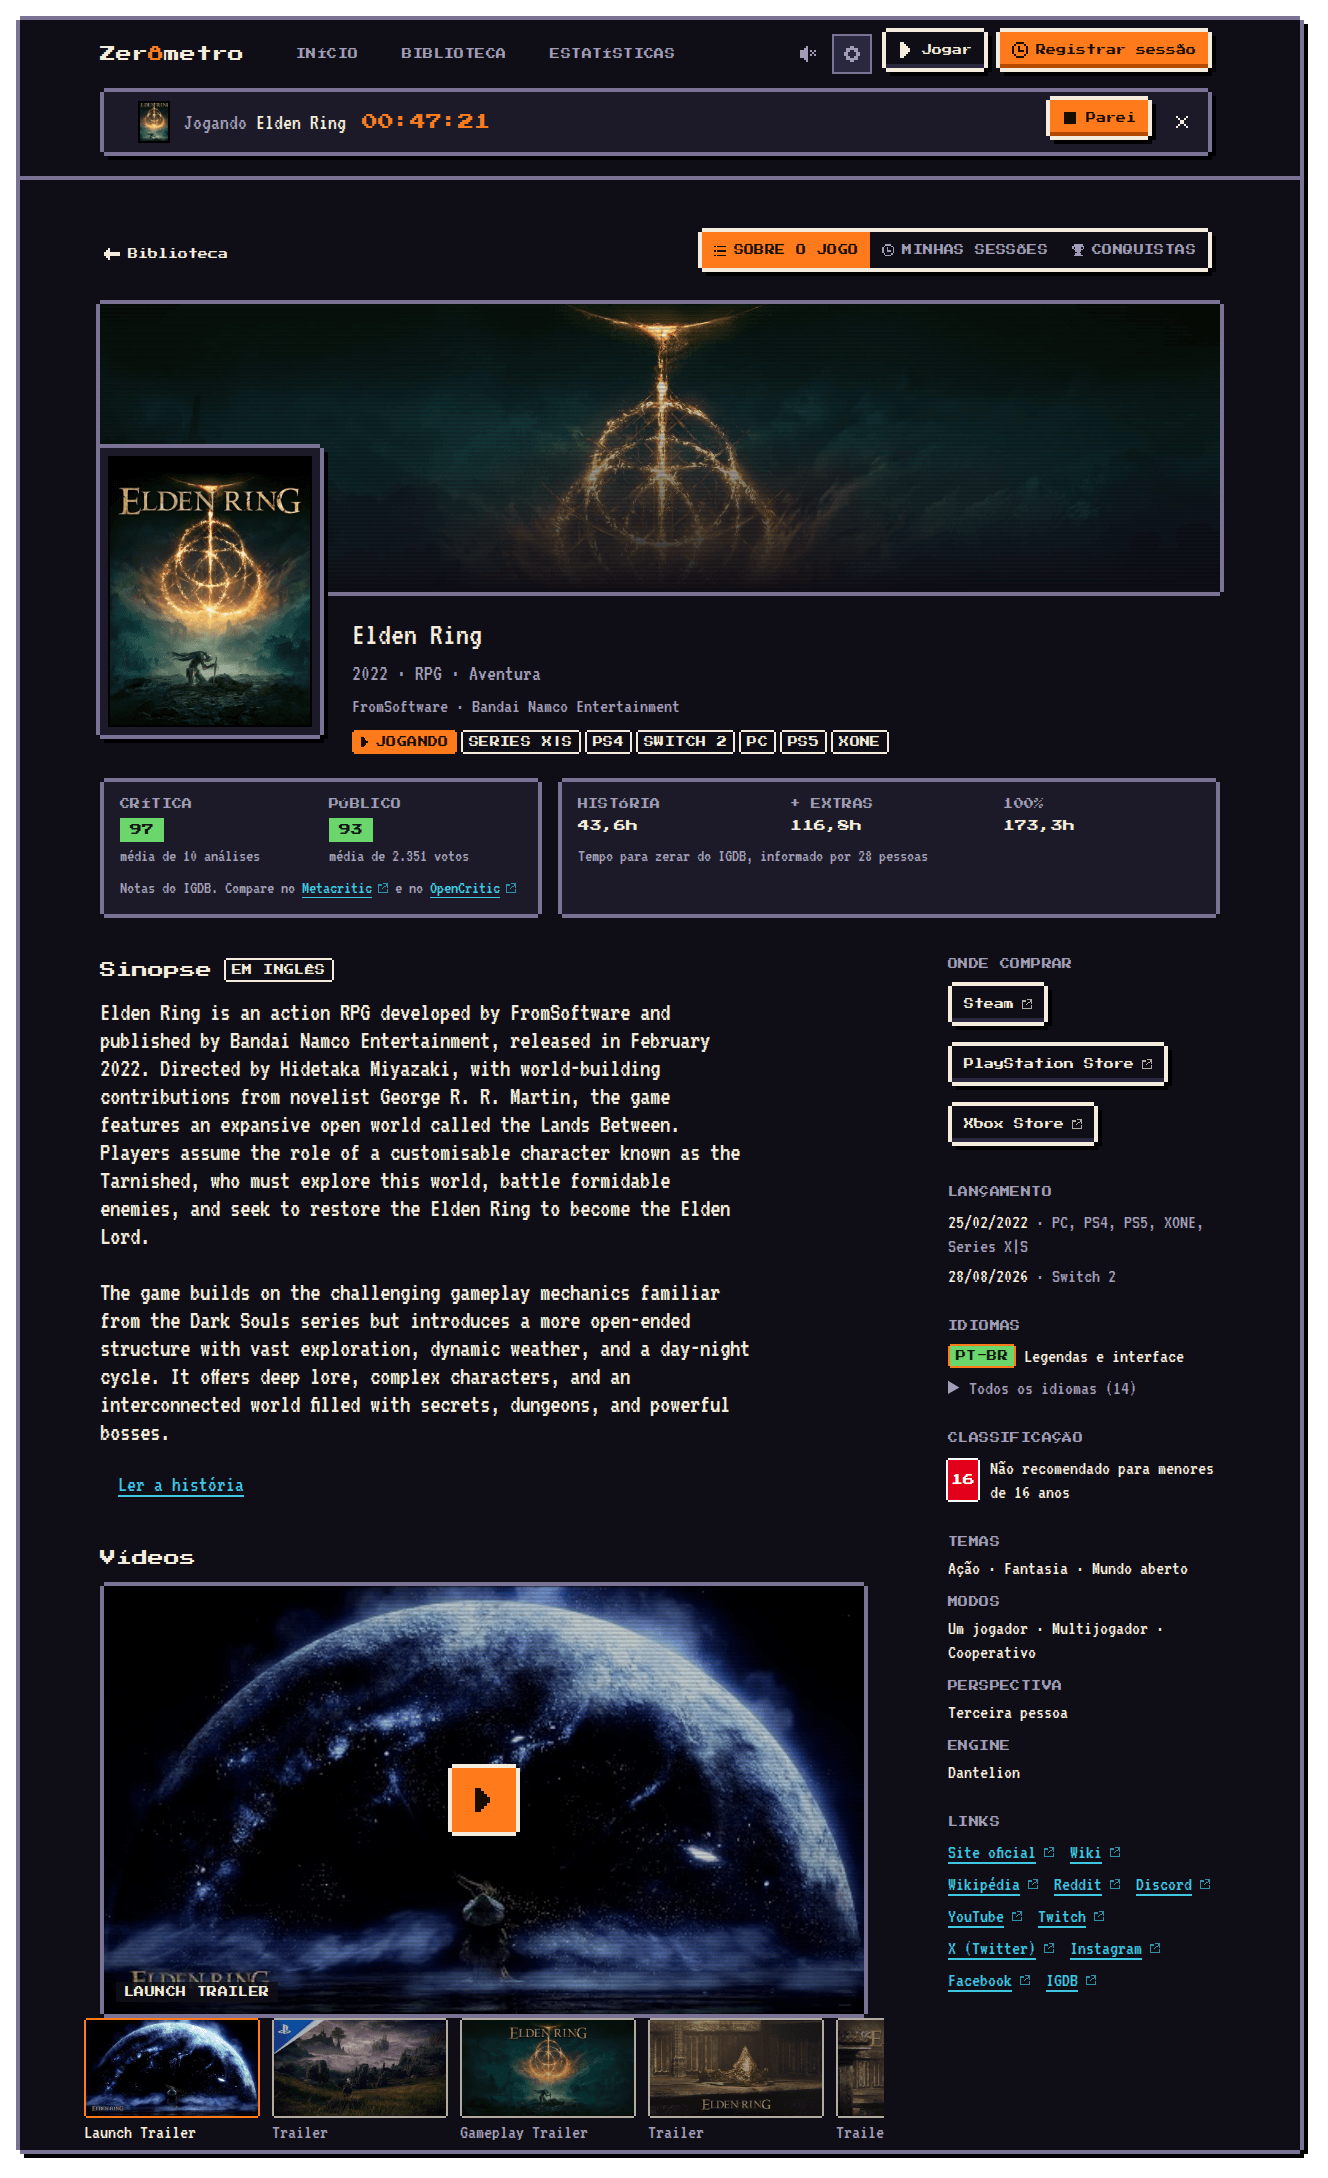 Zerômetro
INÍCIO
BIBLIOTECA
ESTATÍSTICAS
Jogar
Registrar sessão
Jogando Elden Ring 00:47:21
Parei
Biblioteca
SOBRE O JOGO
MINHAS SESSÕES
CONQUISTAS
ELDEN RING
Elden Ring
2022 · RPG · Aventura
FromSoftware · Bandai Namco Entertainment
JOGANDO SERIES X|S PS4 SWITCH 2 PC PS5 XONE
CRÍTICA
97
média de 10 análises
PÚBLICO
93
média de 2.351 votos
Notas do IGDB. Compare no Metacritic e no OpenCritic
HISTÓRIA
43,6h
+ EXTRAS
116,8h
100%
173,3h
Tempo para zerar do IGDB, informado por 28 pessoas
Sinopse EM INGLÊS
Elden Ring is an action RPG developed by FromSoftware and
published by Bandai Namco Entertainment, released in February
2022. Directed by Hidetaka Miyazaki, with world-building
contributions from novelist George R. R. Martin, the game
features an expansive open world called the Lands Between.
Players assume the role of a customisable character known as the
Tarnished, who must explore this world, battle formidable
enemies, and seek to restore the Elden Ring to become the Elden
Lord.
The game builds on the challenging gameplay mechanics familiar
from the Dark Souls series but introduces a more open-ended
structure with vast exploration, dynamic weather, and a day-night
cycle. It offers deep lore, complex characters, and an
interconnected world filled with secrets, dungeons, and powerful
bosses.
Ler a história
Vídeos
ELDEN RING
LAUNCH TRAILER
ELDEN RING
ELDEN RING
ELDEN RING
Launch Trailer
Trailer
Gameplay Trailer
Trailer
Traile
ONDE COMPRAR
Steam
PlayStation Store
Xbox Store
LANÇAMENTO
25/02/2022 · PC, PS4, PS5, XONE,
Series X|S
28/08/2026 · Switch 2
IDIOMAS
PT-BR Legendas e interface
Todos os idiomas (14)
CLASSIFICAÇÃO
16
Não recomendado para menores
de 16 anos
TEMAS
Ação · Fantasia · Mundo aberto
MODOS
Um jogador · Multijogador ·
Cooperativo
PERSPECTIVA
Terceira pessoa
ENGINE
Dantelion
LINKS
Site oficial Wiki
Wikipédia Reddit Discord
YouTube Twitch
X (Twitter) Instagram
Facebook IGDB